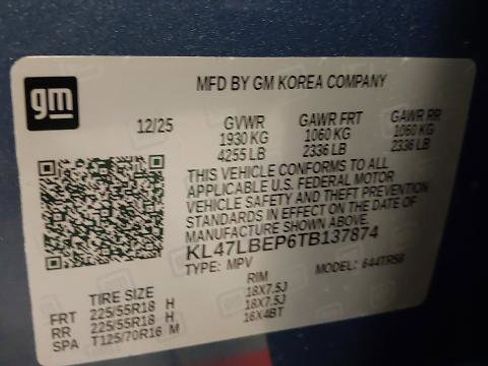 gm
MFD BY GM KOREA COMPANY
12/25 GVWR GAWR FRT GAWR RR
1930 KG 1060 KG 1060 KG
4255 LB 2336 LB 2336 LB
THIS VEHICLE CONFORMS TO ALL
APPLICABLE U.S. FEDERAL MOTOR
VEHICLE SAFETY AND THEFT PREVENTION
STANDARDS IN EFFECT ON THE DATE OF
MANUFACTURE SHOWN ABOVE.
KL47LBEP6TB137874
TYPE: MPV MODEL: 644TR58
TIRE SIZE RIM
FRT 225/55R18 H 18X7.5J
RR 225/55R18 H 18X7.5J
SPA T125/70R16 M 16X4BT